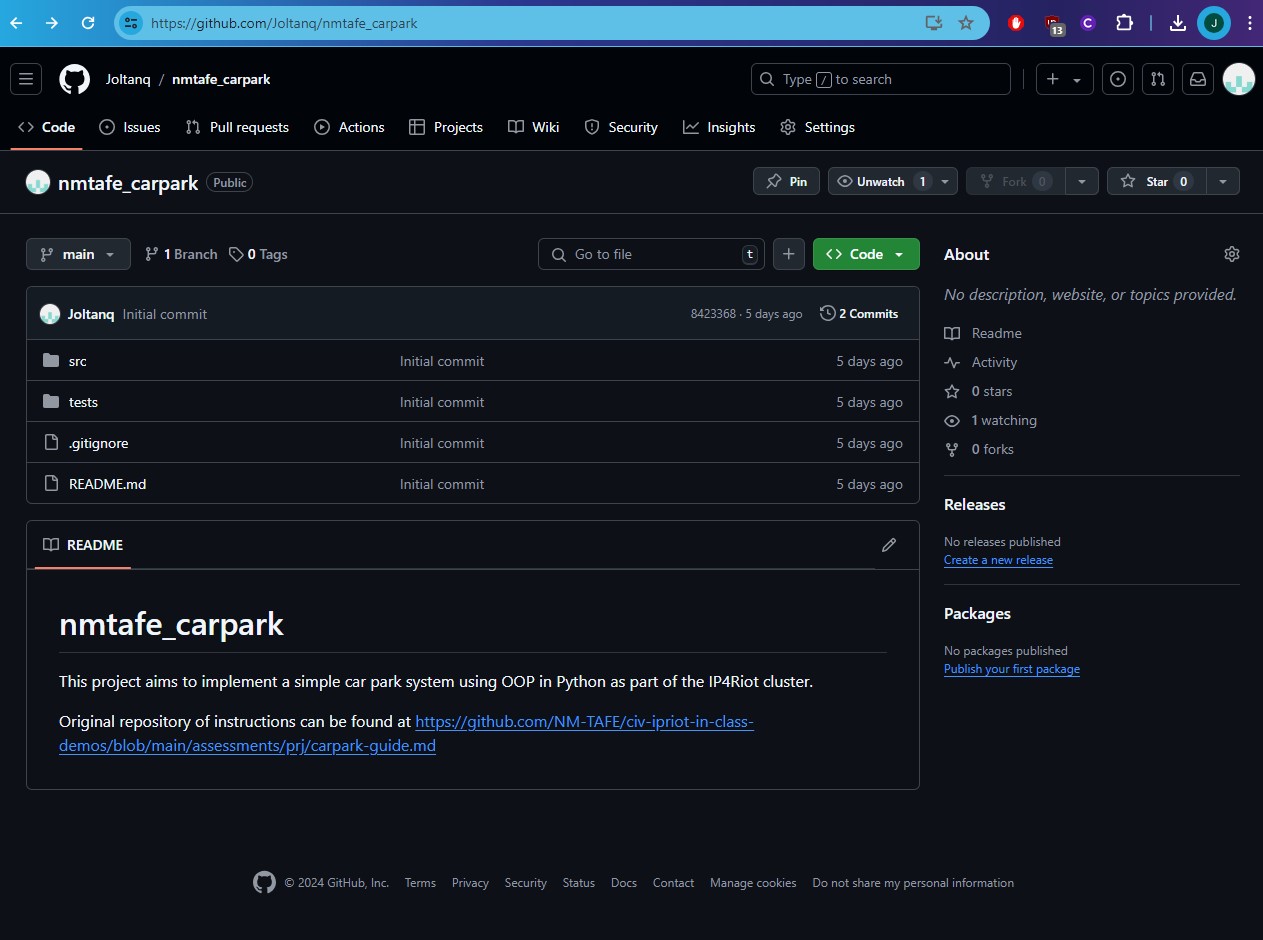 https://github.com/Joltanq/nmtafe_carpark
13
C
J
Joltanq / nmtafe_carpark
Type / to search
Code Issues Pull requests Actions Projects Wiki Security Insights Settings
nmtafe_carpark Public
Pin Unwatch 1 Fork 0 Star 0
main 1 Branch 0 Tags Go to file t Code
Joltanq Initial commit 8423368 · 5 days ago 2 Commits
src Initial commit 5 days ago
tests Initial commit 5 days ago
.gitignore Initial commit 5 days ago
README.md Initial commit 5 days ago
README
nmtafe_carpark
This project aims to implement a simple car park system using OOP in Python as part of the IP4Riot cluster.
Original repository of instructions can be found at https://github.com/NM-TAFE/civ-ipriot-in-class-
demos/blob/main/assessments/prj/carpark-guide.md
About
No description, website, or topics provided.
Readme
Activity
0 stars
1 watching
0 forks
Releases
No releases published
Create a new release
Packages
No packages published
Publish your first package
© 2024 GitHub, Inc. Terms Privacy Security Status Docs Contact Manage cookies Do not share my personal information